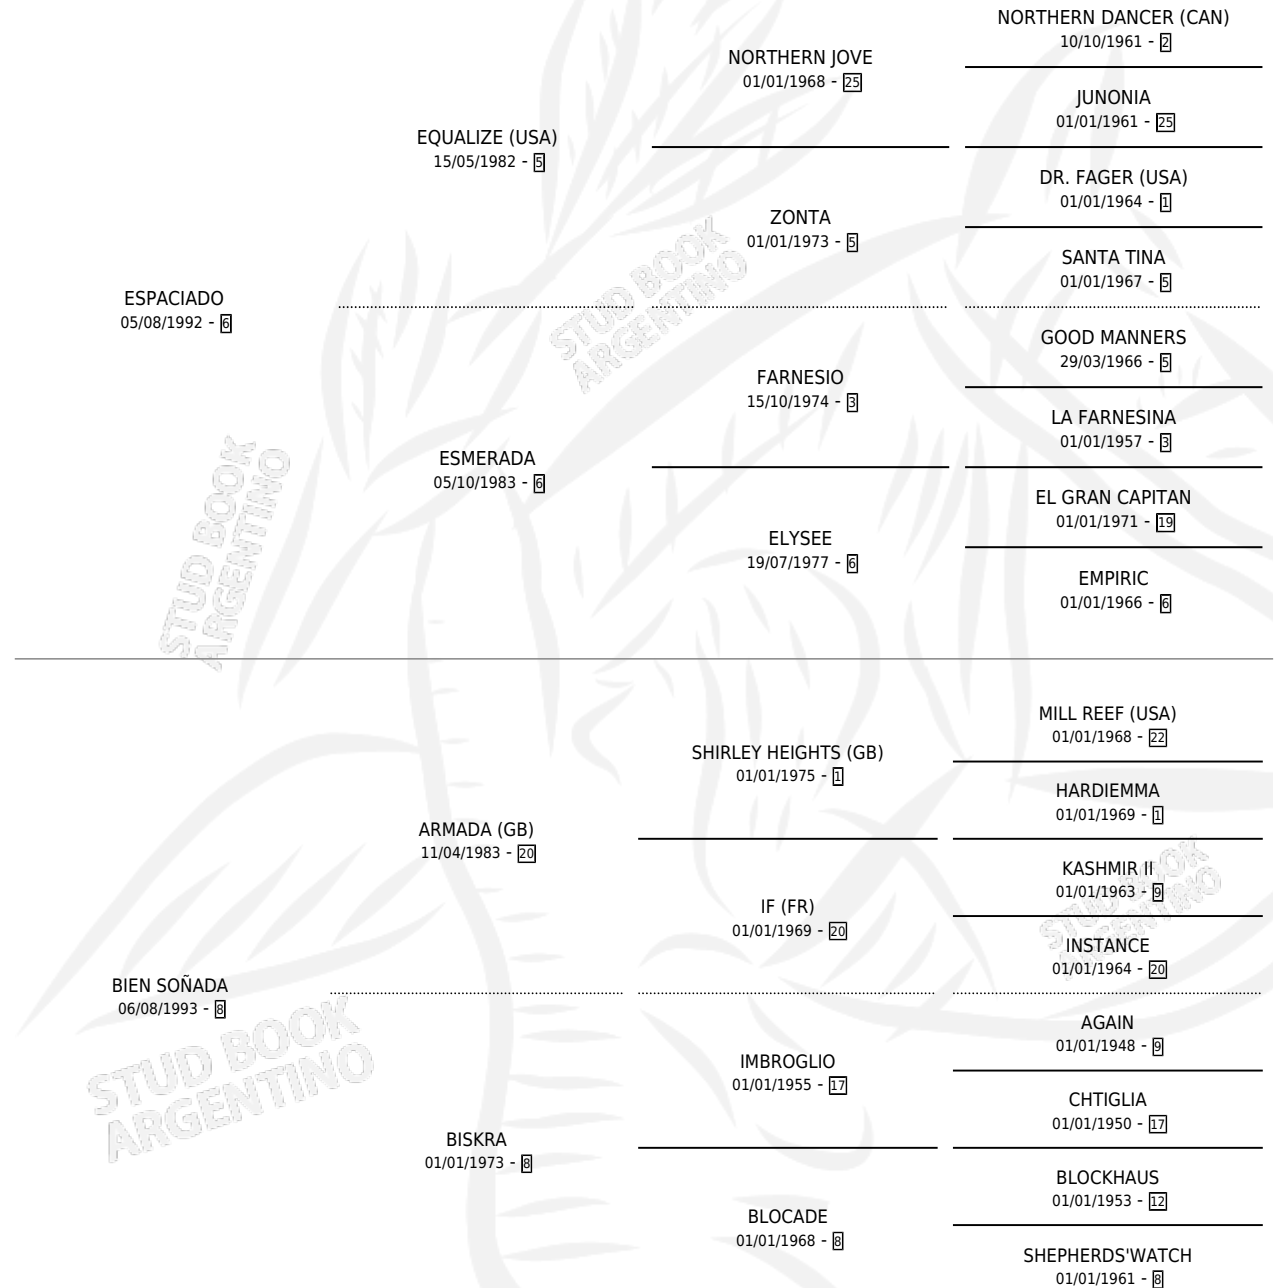 NORTHERN DANCER (CAN)
10/10/1961 - 2
NORTHERN JOVE
01/01/1968 - 25
JUNONIA
01/01/1961 - 25
EQUALIZE (USA)
15/05/1982 - 5
DR. FAGER (USA)
01/01/1964 - 1
ZONTA
01/01/1973 - 5
SANTA TINA
01/01/1967 - 5
ESPACIADO
05/08/1992 - 6
GOOD MANNERS
29/03/1966 - 5
FARNESIO
15/10/1974 - 3
LA FARNESINA
01/01/1957 - 3
ESMERADA
05/10/1983 - 6
EL GRAN CAPITAN
01/01/1971 - 19
ELYSEE
19/07/1977 - 6
EMPIRIC
01/01/1966 - 6
MILL REEF (USA)
01/01/1968 - 22
SHIRLEY HEIGHTS (GB)
01/01/1975 - 1
HARDIEMMA
01/01/1969 - 1
ARMADA (GB)
11/04/1983 - 20
KASHMIR II
01/01/1963 - 9
IF (FR)
01/01/1969 - 20
INSTANCE
01/01/1964 - 20
BIEN SOÑADA
06/08/1993 - 8
AGAIN
01/01/1948 - 9
IMBROGLIO
01/01/1955 - 17
CHTIGLIA
01/01/1950 - 17
BISKRA
01/01/1973 - 8
BLOCKHAUS
01/01/1953 - 12
BLOCADE
01/01/1968 - 8
SHEPHERDS'WATCH
01/01/1961 - 8
STUD BOOK
ARGENTINO
STUD BOOK
ARGENTINO
STUD BOOK
ARGENTINO
STUD BOOK
ARGENTINO